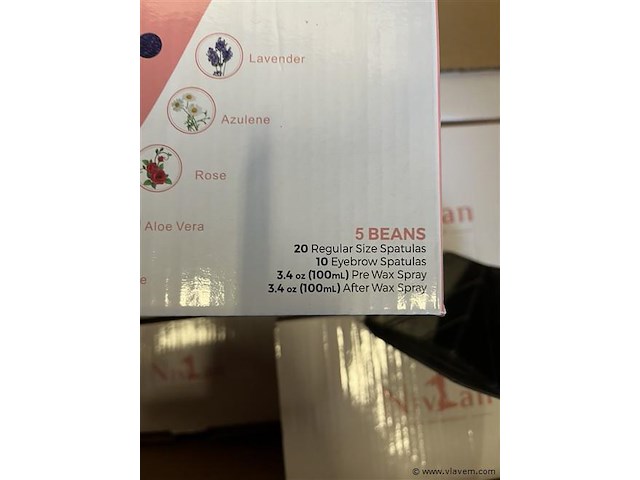 Lavender
Azulene
Rose
Aloe Vera
e
5 BEANS
20 Regular Size Spatulas
10 Eyebrow Spatulas
3.4 oz (100mL) Pre Wax Spray
3.4 oz (100mL) After Wax Spray
© www.vlavem.com